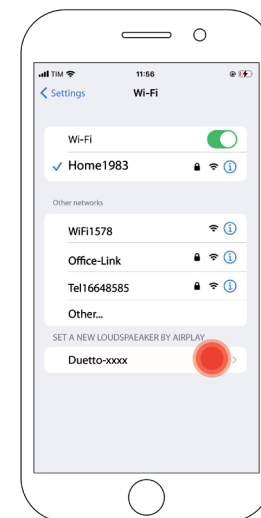 TIM 11:56
Settings Wi-Fi
Wi-Fi
Home1983
Other networks
WiFi1578
Office-Link
Tel16648585
Other...
SET A NEW LOUDSPAEAKER BY AIRPLAY
Duetto-xxxx